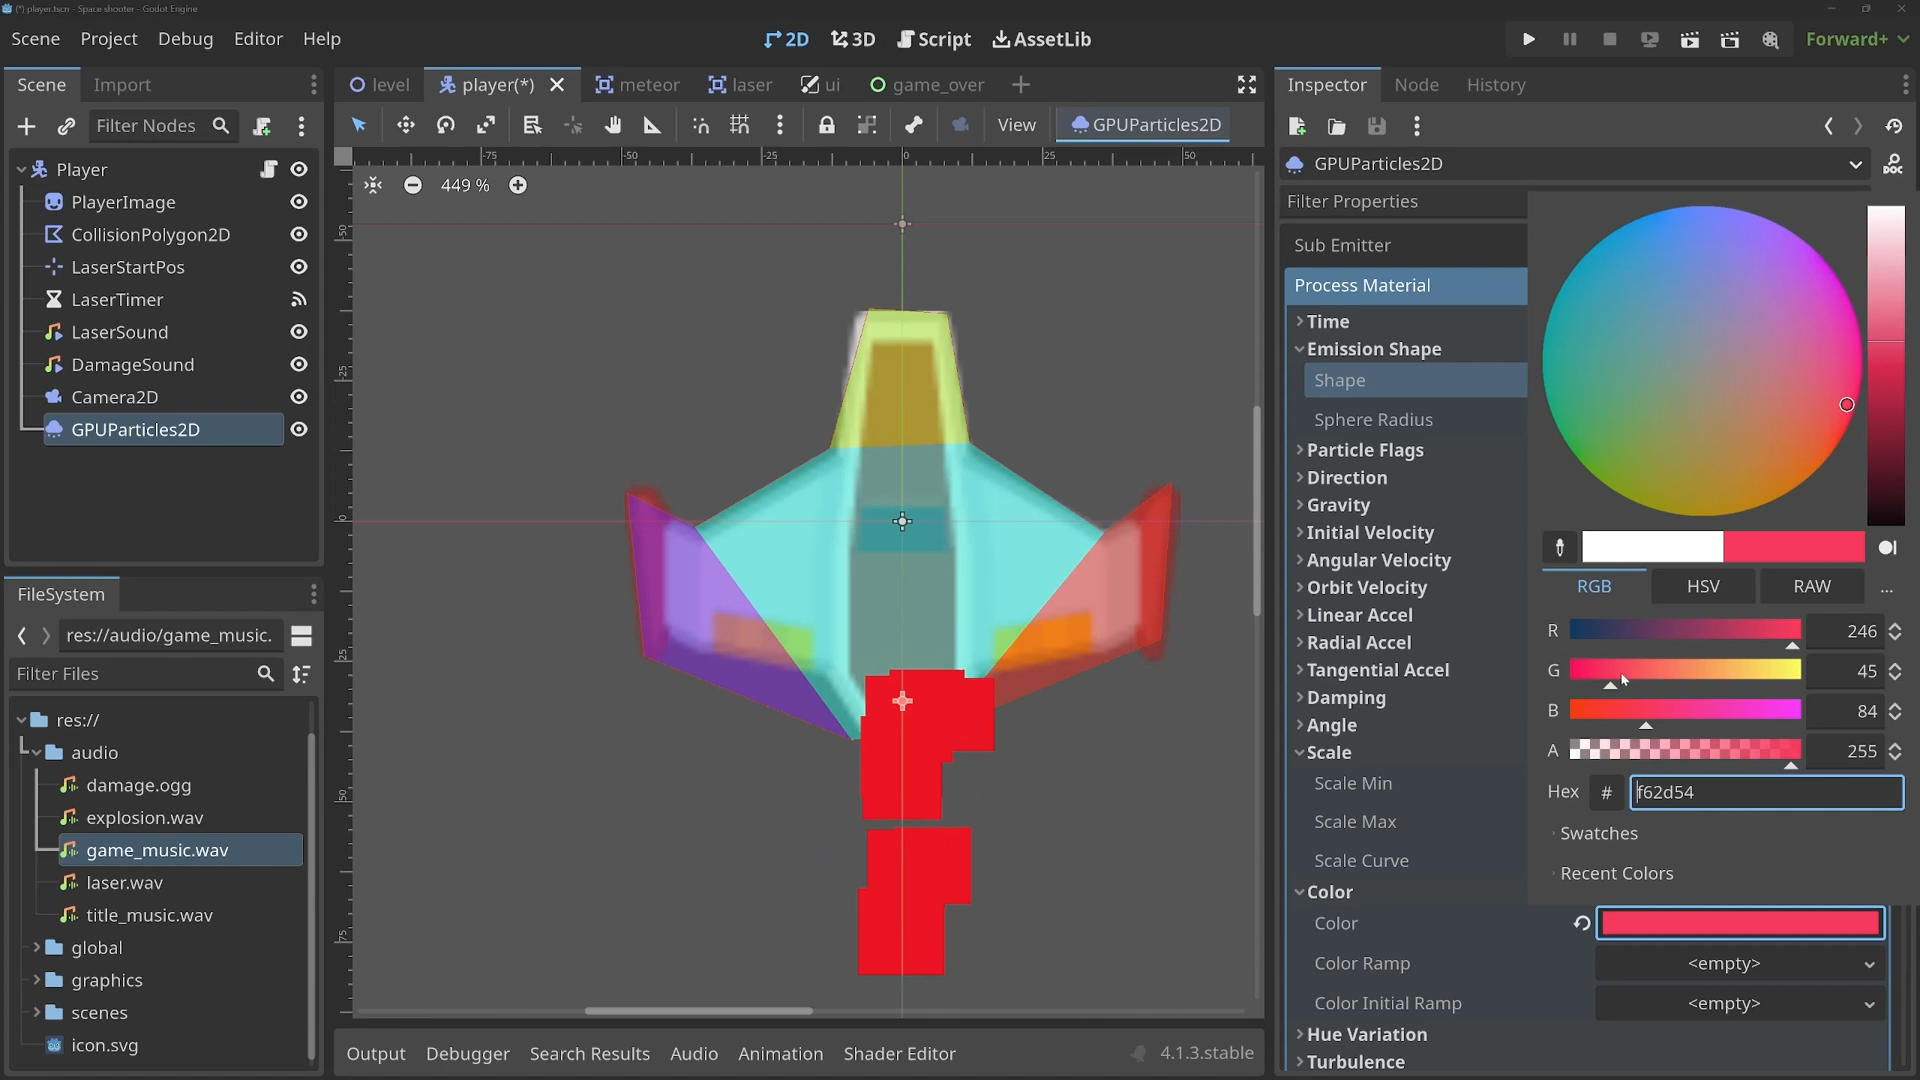 (*) player.tscn - Space shooter - Godot Engine
Scene Project Debug Editor Help
2D 3D Script AssetLib
Forward+
Scene Import
level player(*) meteor laser ui game_over
Inspector Node History
Filter Nodes
View GPUParticles2D
GPUParticles2D
DOC
Filter Properties
Player
PlayerImage
CollisionPolygon2D
LaserStartPos
LaserTimer
LaserSound
DamageSound
Camera2D
GPUParticles2D
-75 -50 -25 0 25 50
449 %
-50
-25
0
25
50
75
Sub Emitter
Process Material
Time
Emission Shape
Shape
Sphere Radius
Particle Flags
Direction
Gravity
Initial Velocity
Angular Velocity
Orbit Velocity
Linear Accel
Radial Accel
Tangential Accel
Damping
Angle
Scale
Scale Min
Scale Max
Scale Curve
Color
Color
Color Ramp <empty>
Color Initial Ramp <empty>
Hue Variation
Turbulence
RGB HSV RAW ...
R 246
G 45
B 84
A 255
Hex # f62d54
Swatches
Recent Colors
FileSystem
res://audio/game_music.
Filter Files
res://
audio
damage.ogg
explosion.wav
game_music.wav
laser.wav
title_music.wav
global
graphics
scenes
icon.svg
Output Debugger Search Results Audio Animation Shader Editor 4.1.3.stable